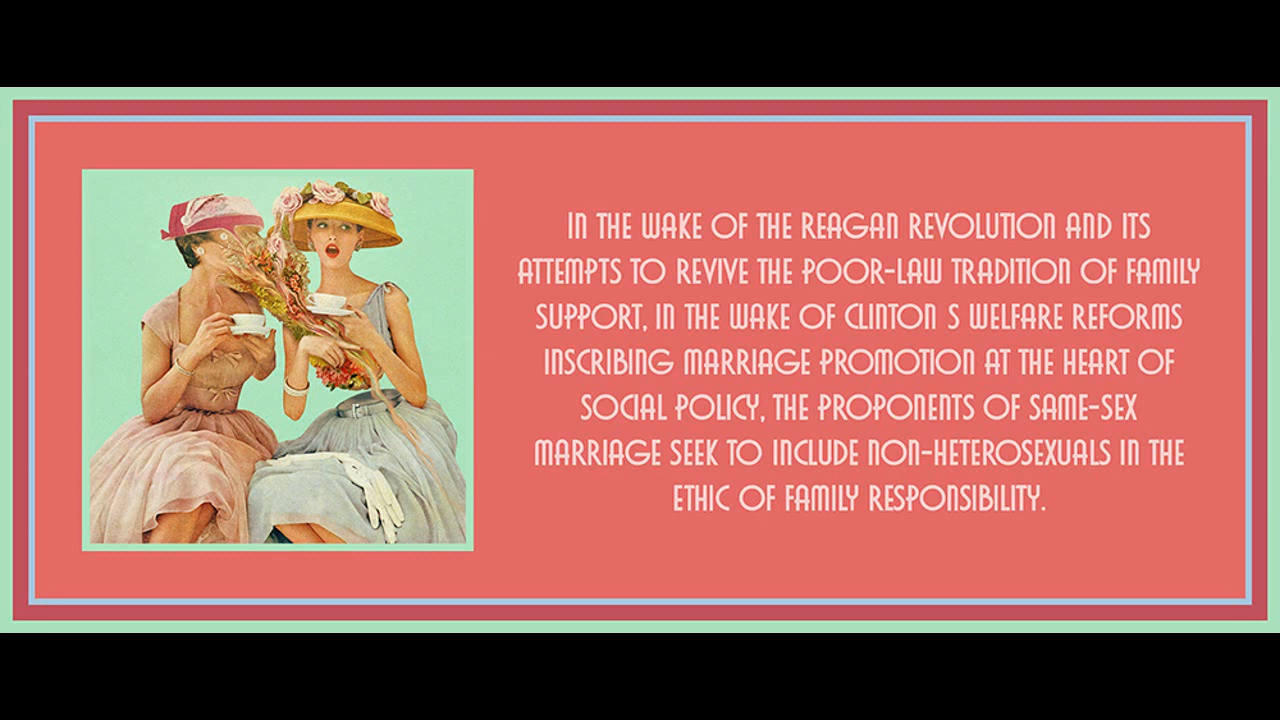 IN THE WAKE OF THE REAGAN REVOLUTION AND ITS
ATTEMPTS TO REVIVE THE POOR-LAW TRADITION OF FAMILY
SUPPORT, IN THE WAKE OF CLINTON S WELFARE REFORMS
INSCRIBING MARRIAGE PROMOTION AT THE HEART OF
SOCIAL POLICY, THE PROPONENTS OF SAME-SEX
MARRIAGE SEEK TO INCLUDE NON-HETEROSEXUALS IN THE
ETHIC OF FAMILY RESPONSIBILITY.